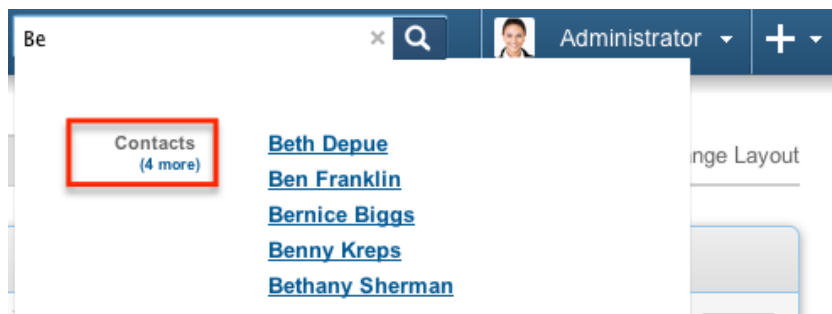 Be
Administrator
Contacts
(4 more)
Beth Depue
Ben Franklin
Bernice Biggs
Benny Kreps
Bethany Sherman
nge Layout